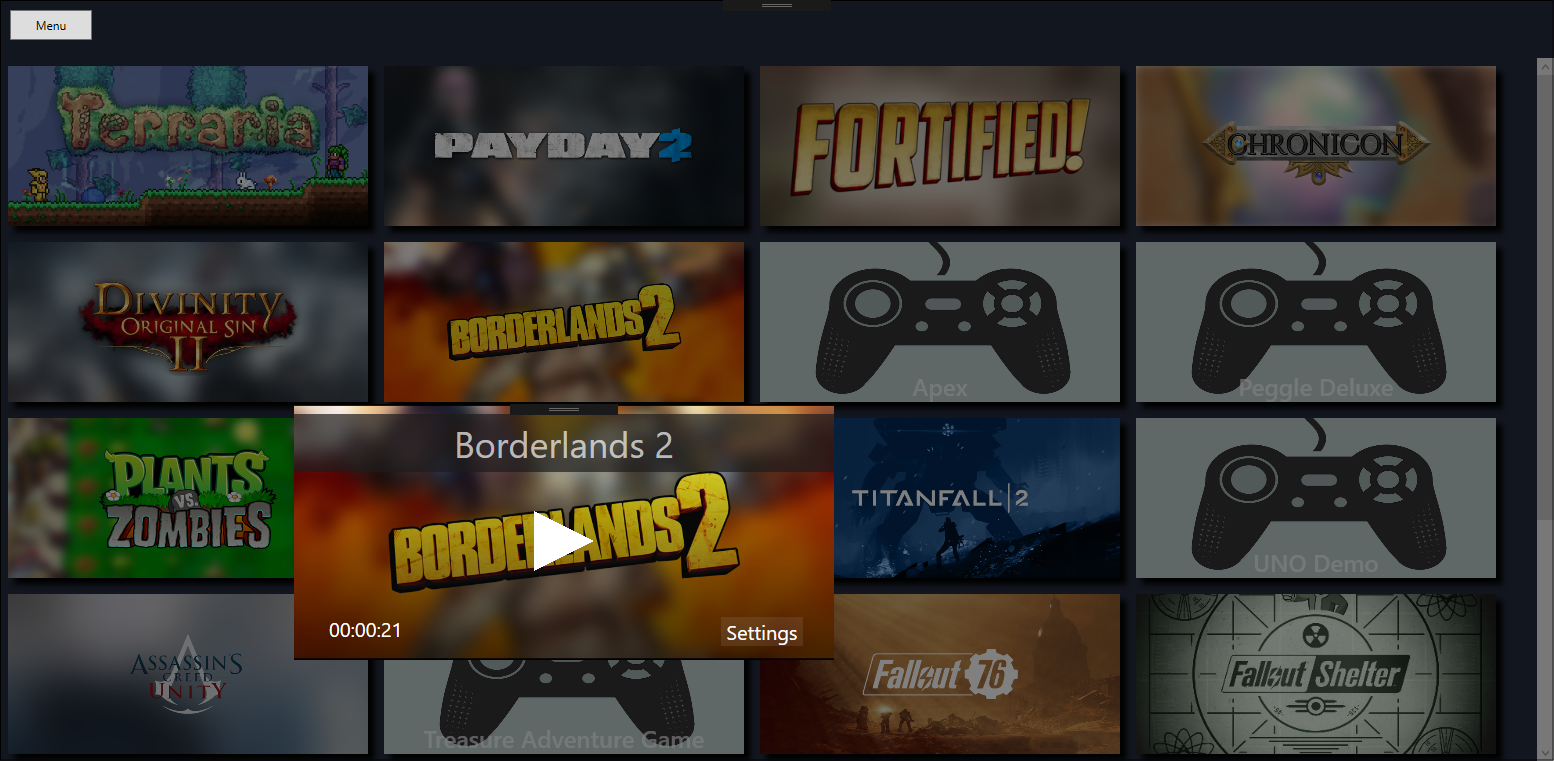 Menu
Terraria
PAYDAY 2
FORTIFIED!
CHRONICON
DIVINITY
ORIGINAL SIN
II
BORDERLANDS 2
Apex
Peggle Deluxe
PLANTS
VS.
ZOMBIES
Borderlands 2
BORDERLANDS 2
00:00:21
Settings
TITANFALL | 2
UNO Demo
ASSASSIN'S
CREED
UNITY
Treasure Adventure Game
Fallout 76
Fallout Shelter